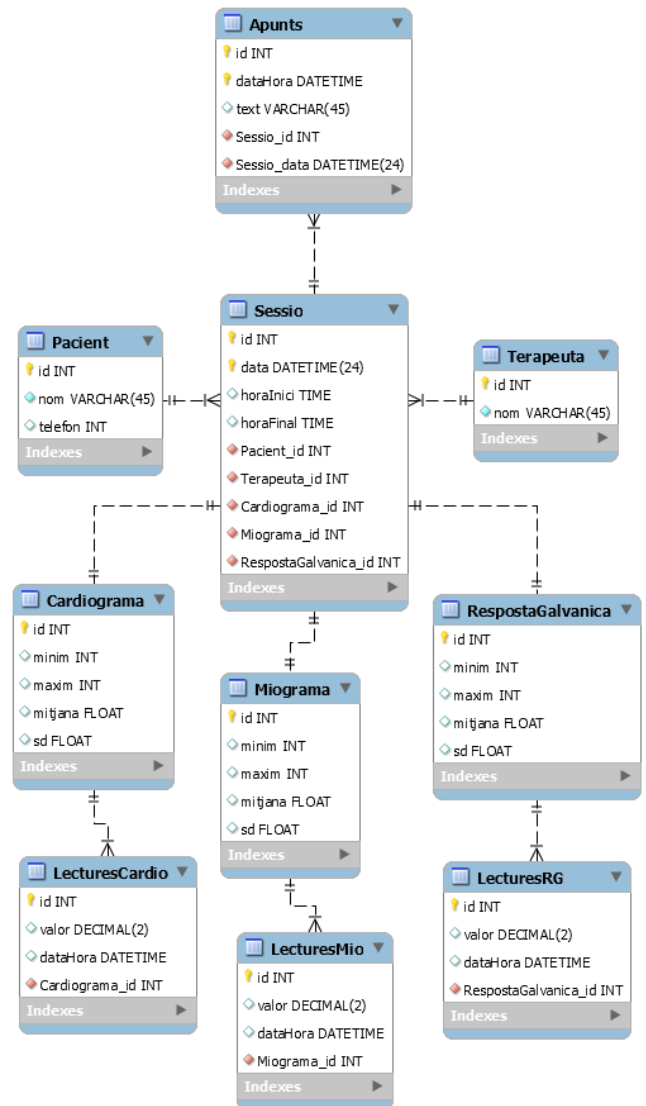 Apunts
id INT
dataHora DATETIME
text VARCHAR(45)
Sessio_id INT
Sessio_data DATETIME(24)
Indexes
Sessio
id INT
data DATETIME(24)
horaInici TIME
horaFinal TIME
Pacient_id INT
Terapeuta_id INT
Cardiograma_id INT
Miograma_id INT
RespostaGalvanica_id INT
Indexes
Pacient
id INT
nom VARCHAR(45)
telefon INT
Indexes
Terapeuta
id INT
nom VARCHAR(45)
Indexes
Cardiograma
id INT
minim INT
maxim INT
mitjana FLOAT
sd FLOAT
Indexes
Miograma
id INT
minim INT
maxim INT
mitjana FLOAT
sd FLOAT
Indexes
RespostaGalvanica
id INT
minim INT
maxim INT
mitjana FLOAT
sd FLOAT
Indexes
LecturesCardio
id INT
valor DECIMAL(2)
dataHora DATETIME
Cardiograma_id INT
Indexes
LecturesMio
id INT
valor DECIMAL(2)
dataHora DATETIME
Miograma_id INT
Indexes
LecturesRG
id INT
valor DECIMAL(2)
dataHora DATETIME
RespostaGalvanica_id INT
Indexes